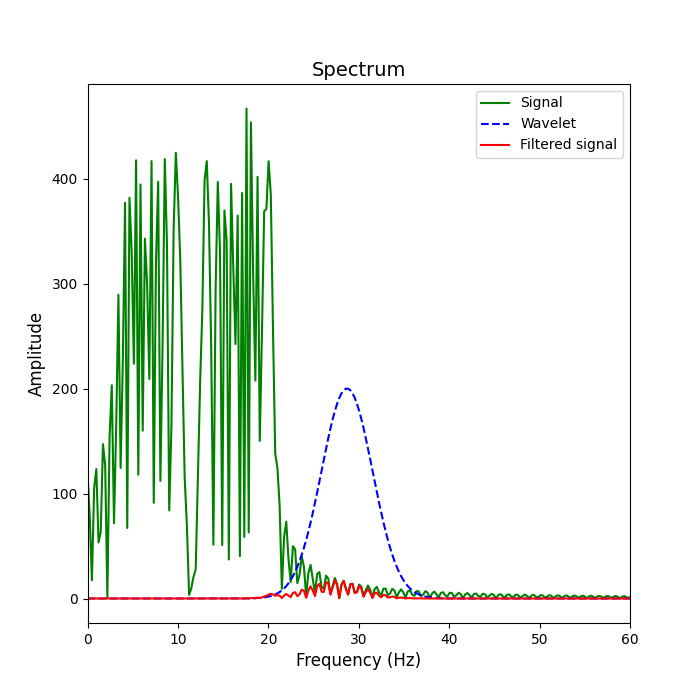 Spectrum
Signal
Wavelet
Filtered signal
400
300
200
100
0
Amplitude
0 10 20 30 40 50 60
Frequency (Hz)